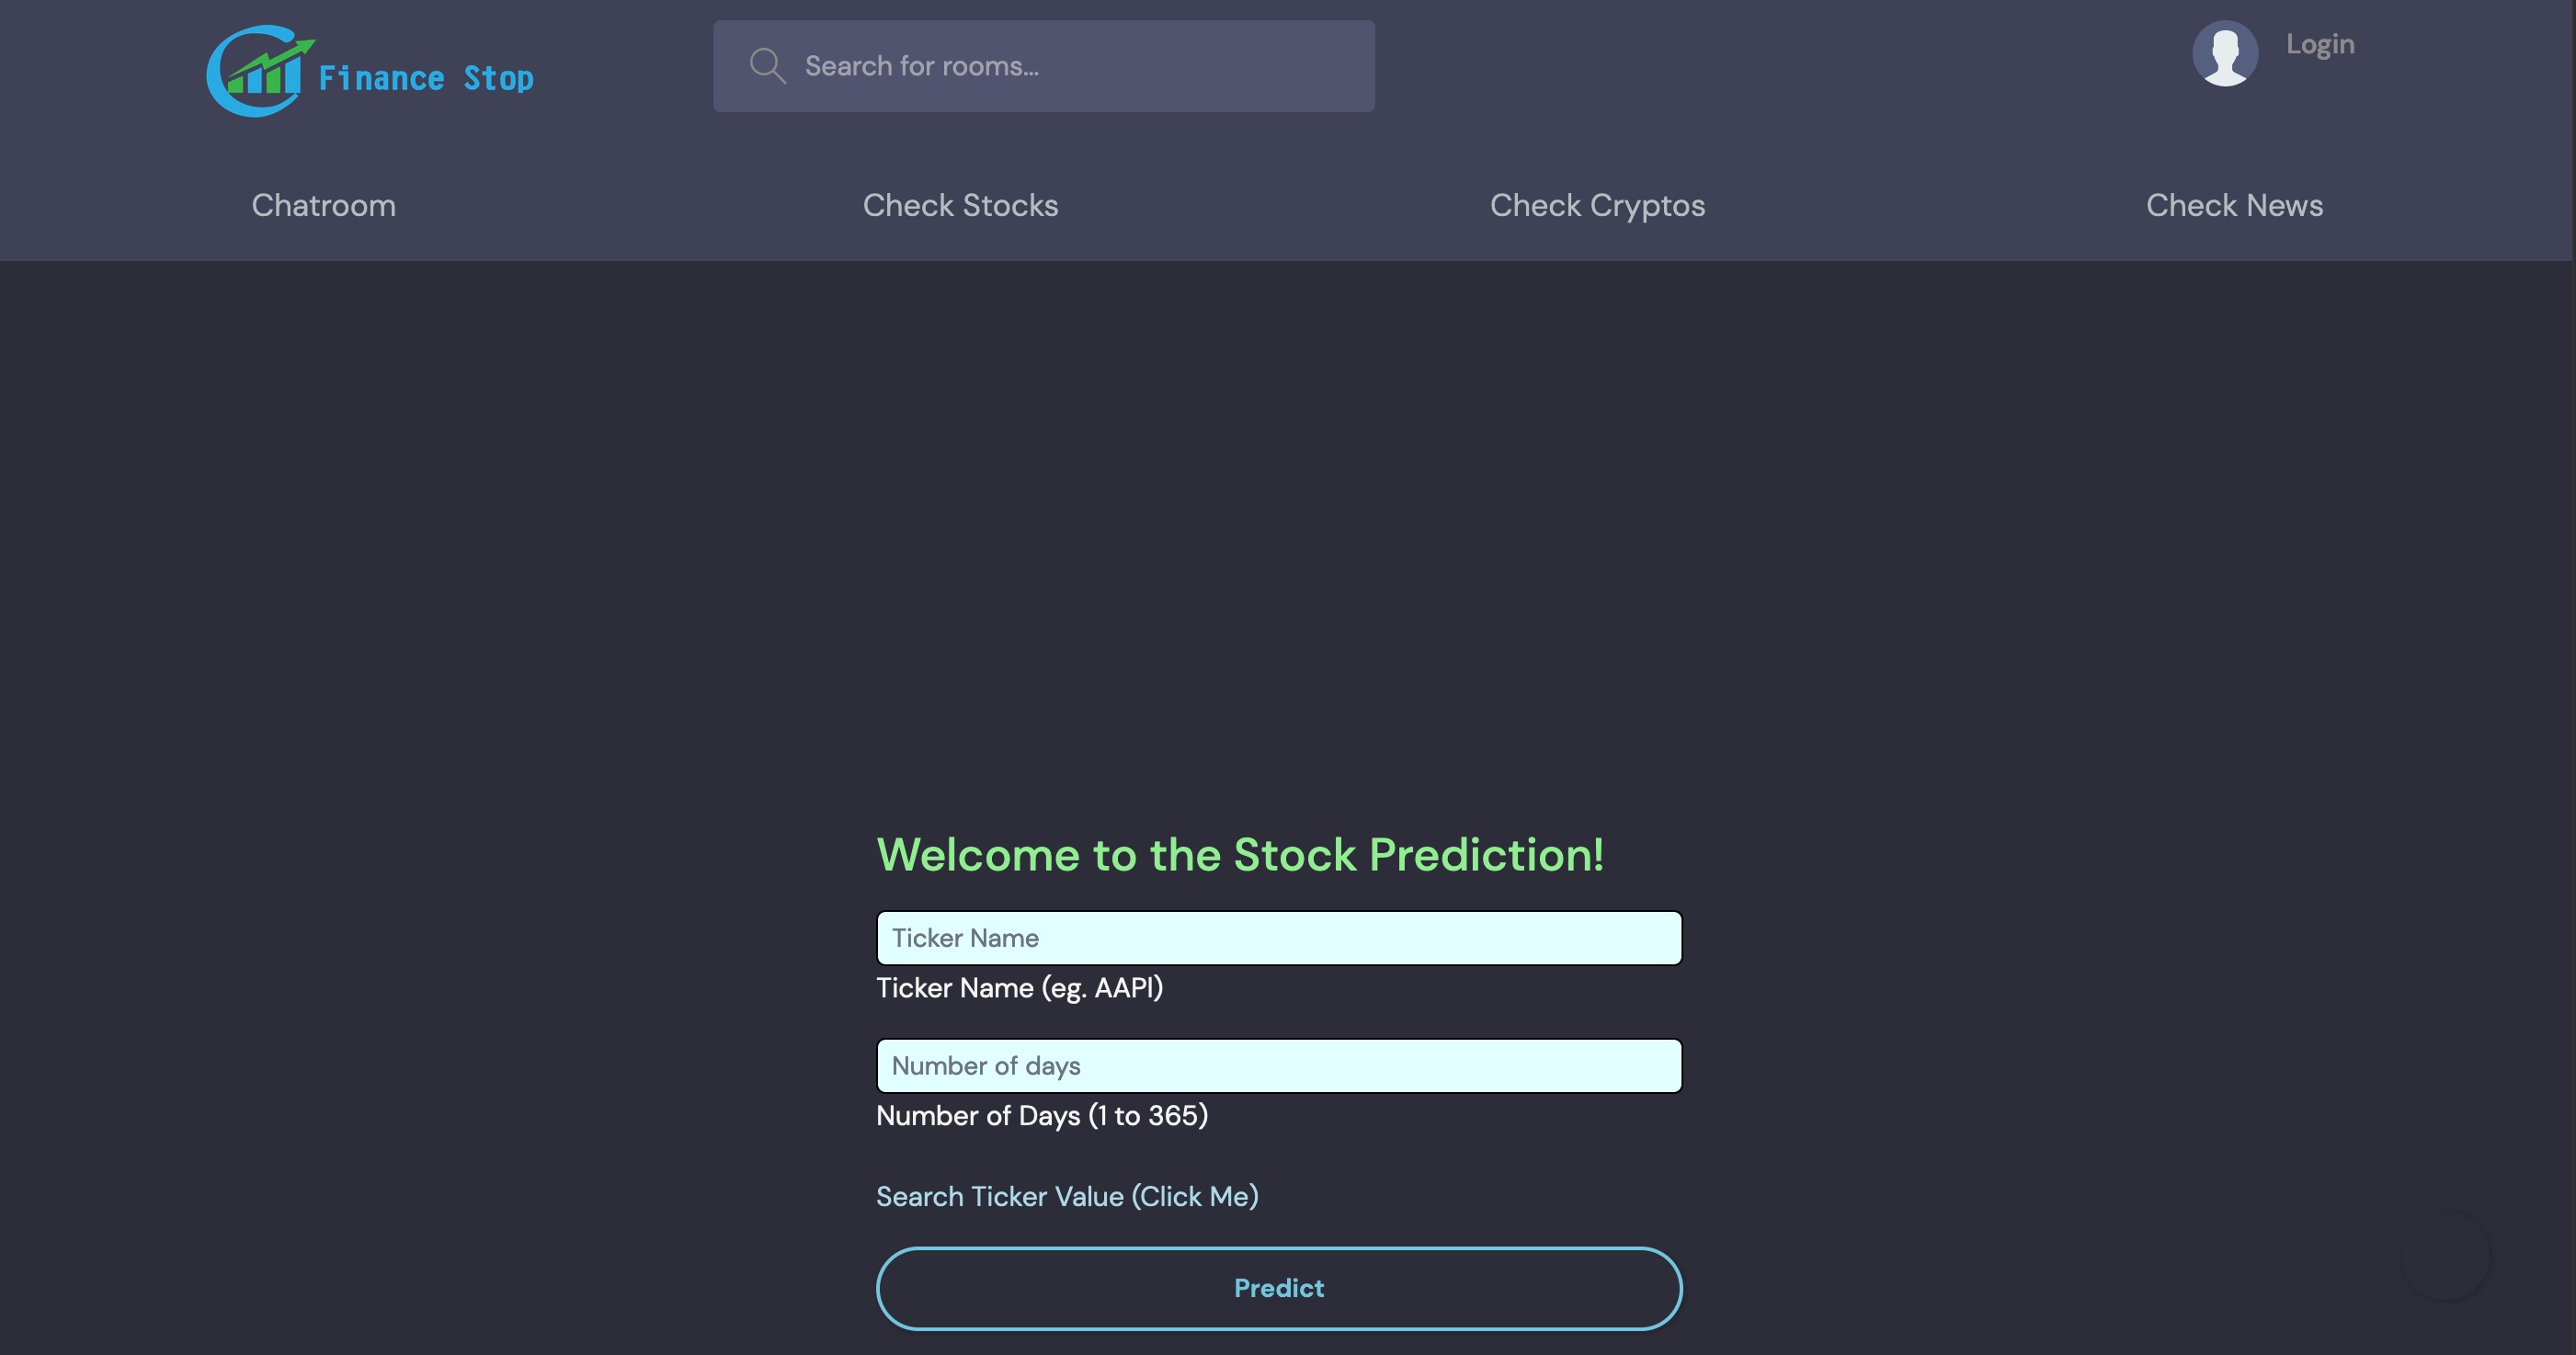 Finance Stop
Search for rooms...
Login
Chatroom
Check Stocks
Check Cryptos
Check News
Welcome to the Stock Prediction!
Ticker Name
Ticker Name (eg. AAPl)
Number of days
Number of Days (1 to 365)
Search Ticker Value (Click Me)
Predict